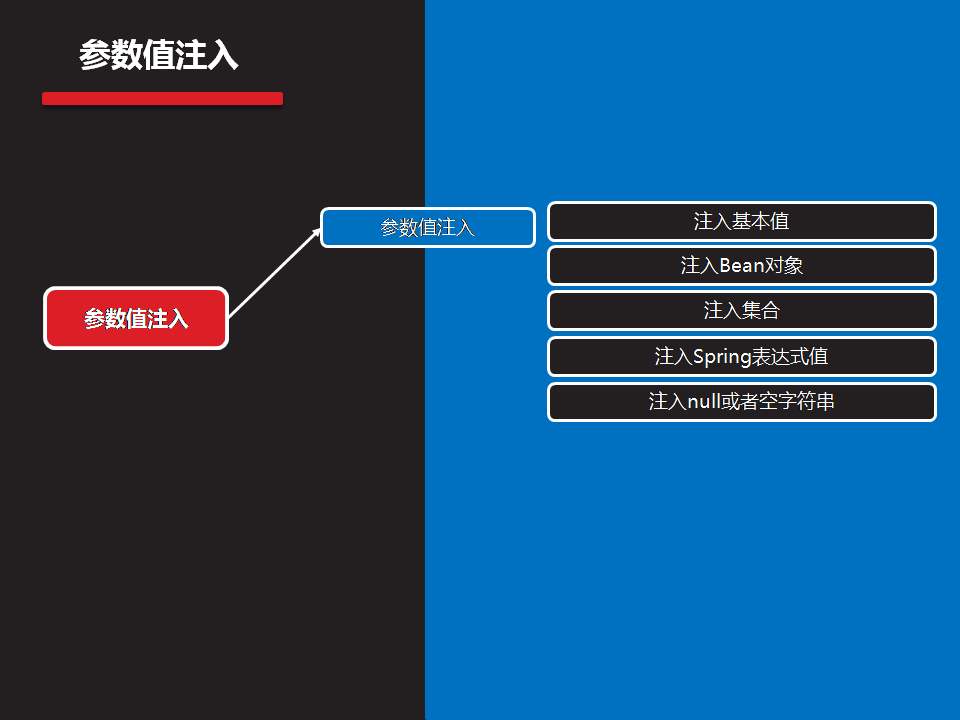 参数值注入
参数值注入
参数值注入
注入基本值
注入Bean对象
注入集合
注入Spring表达式值
注入null或者空字符串